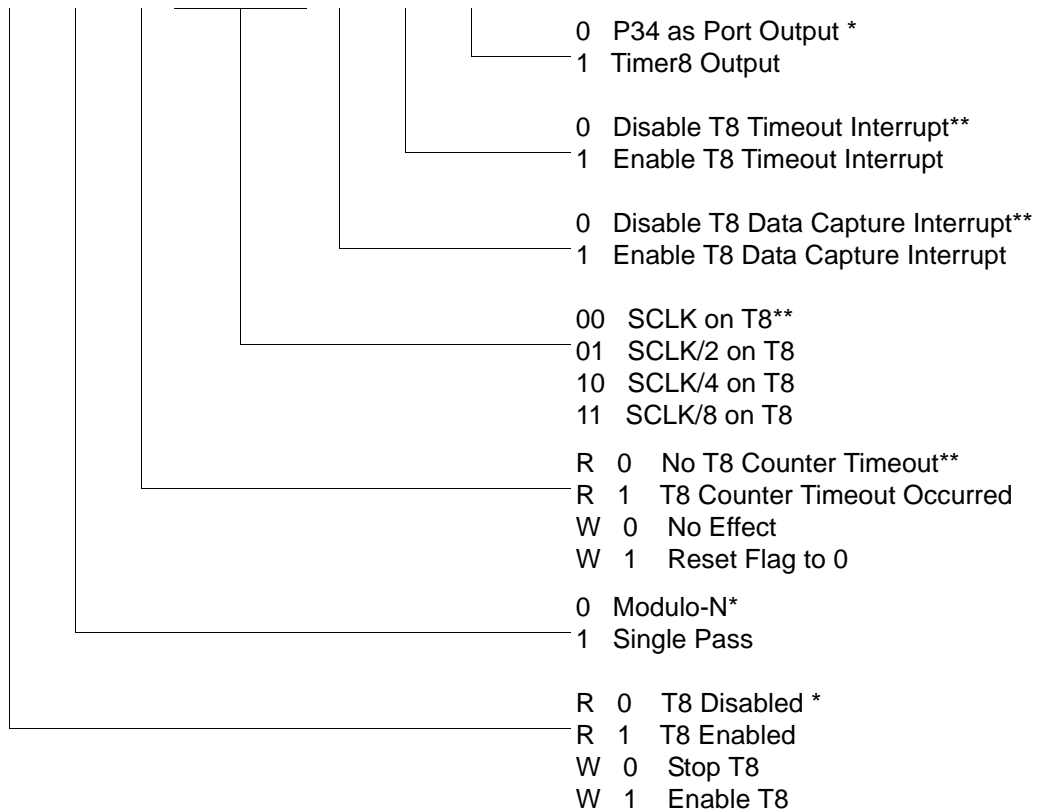 0 P34 as Port Output *
1 Timer8 Output
0 Disable T8 Timeout Interrupt**
1 Enable T8 Timeout Interrupt
0 Disable T8 Data Capture Interrupt**
1 Enable T8 Data Capture Interrupt
00 SCLK on T8**
01 SCLK/2 on T8
10 SCLK/4 on T8
11 SCLK/8 on T8
R 0 No T8 Counter Timeout**
R 1 T8 Counter Timeout Occurred
W 0 No Effect
W 1 Reset Flag to 0
0 Modulo-N*
1 Single Pass
R 0 T8 Disabled *
R 1 T8 Enabled
W 0 Stop T8
W 1 Enable T8